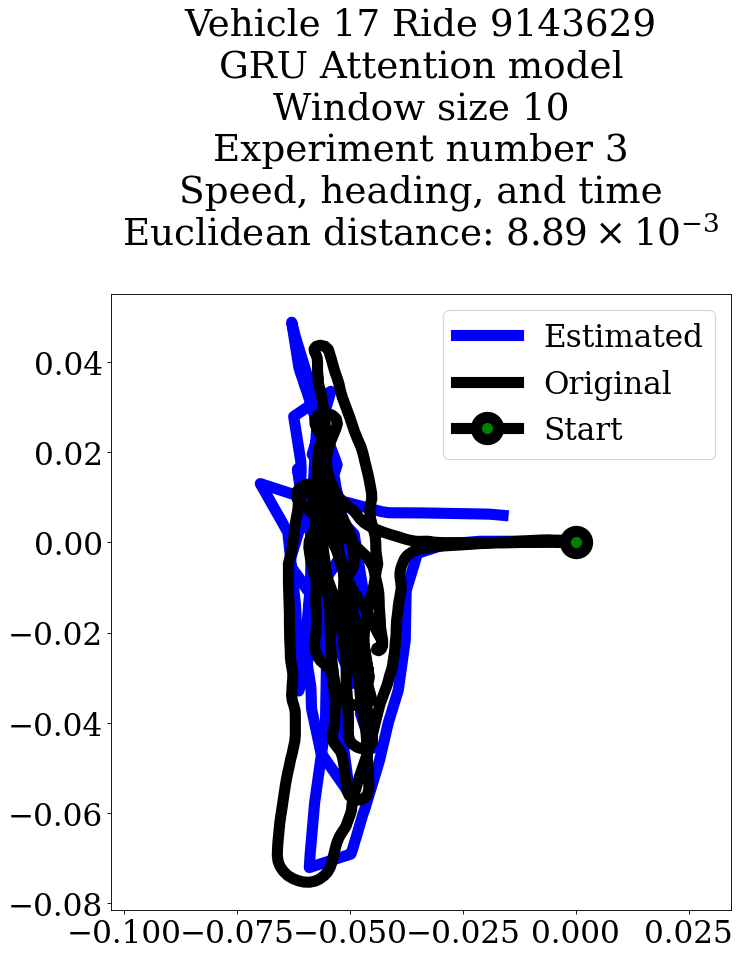 Vehicle 17 Ride 9143629
GRU Attention model
Window size 10
Experiment number 3
Speed, heading, and time
Euclidean distance: 8.89 × 10⁻³
Estimated
Original
Start
0.04
0.02
0.00
−0.02
−0.04
−0.06
−0.08
−0.100 −0.075 −0.050 −0.025 0.000 0.025